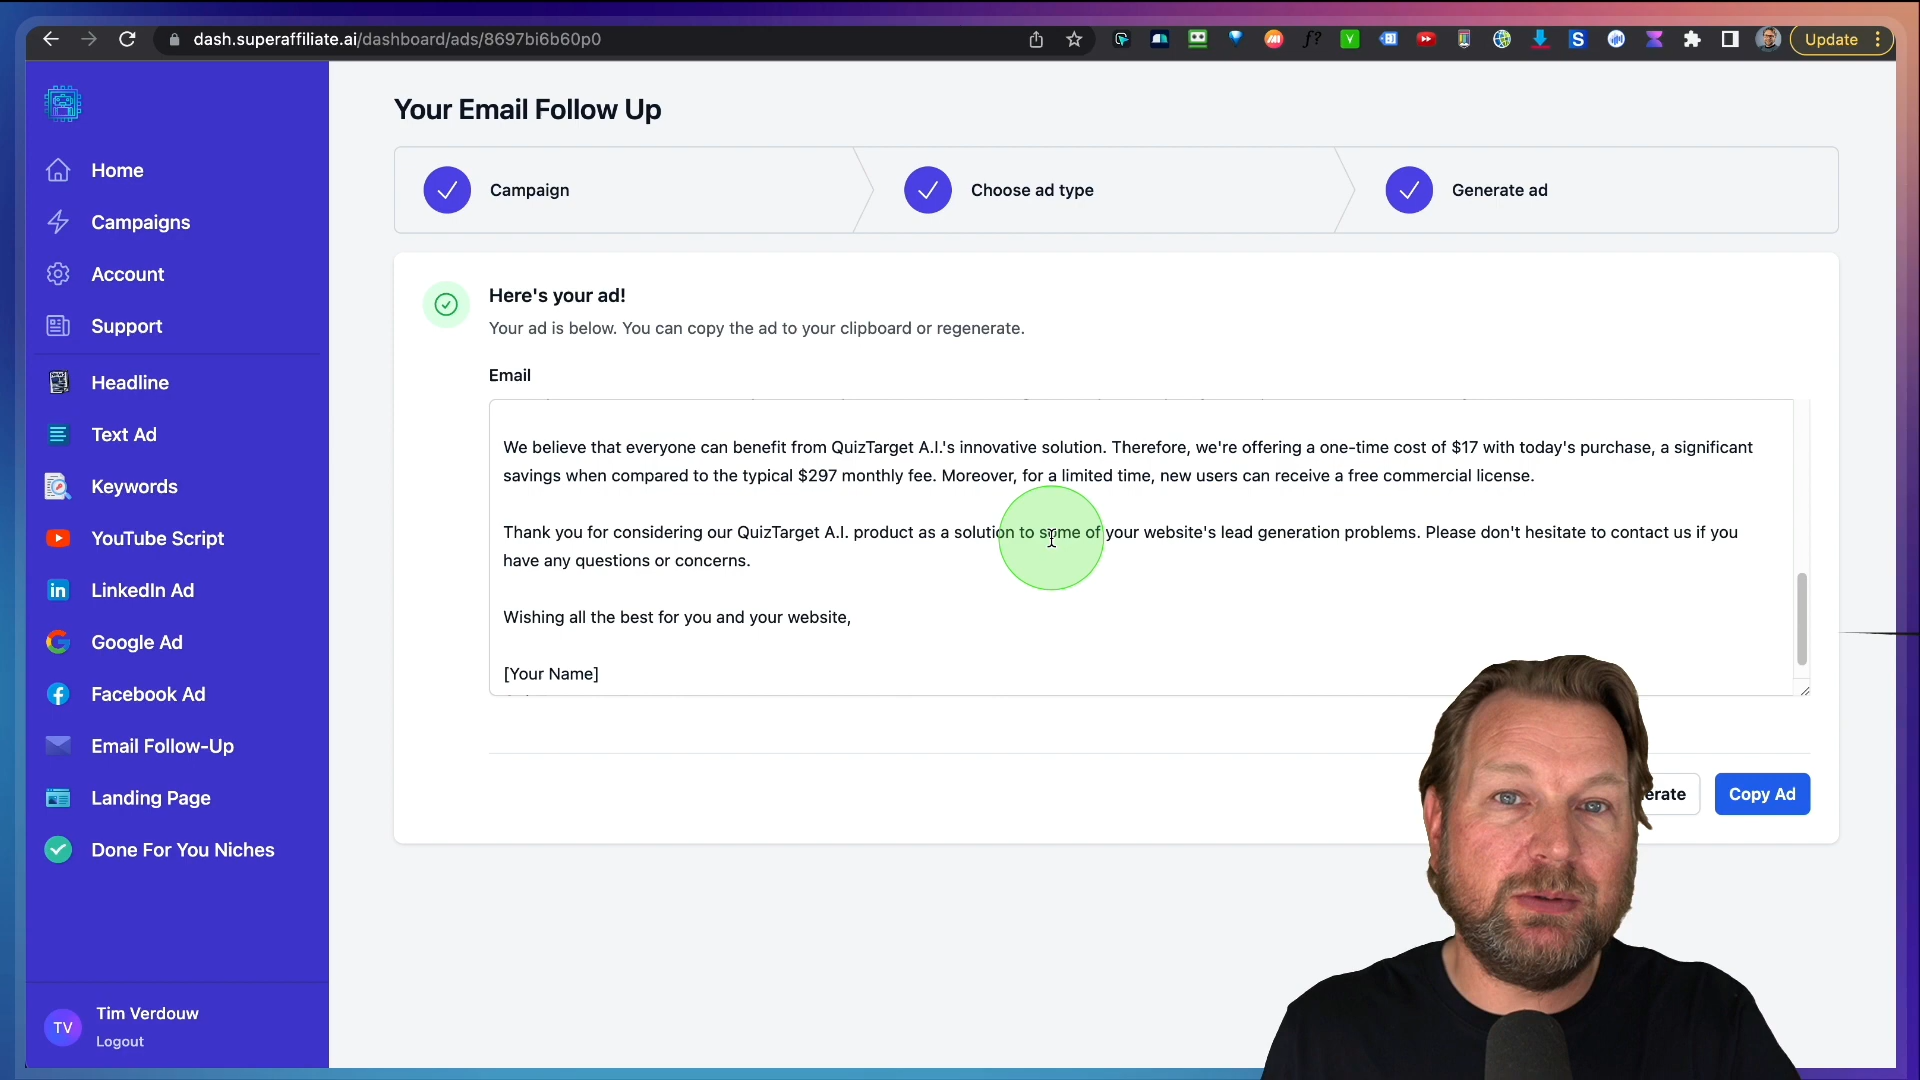 dash.superaffiliate.ai/dashboard/ads/8697bi6b60p0
Update
Home
Campaigns
Account
Support
Headline
Text Ad
Keywords
YouTube Script
LinkedIn Ad
Google Ad
Facebook Ad
Email Follow-Up
Landing Page
Done For You Niches
TV
Tim Verdouw
Logout
Your Email Follow Up
Campaign
Choose ad type
Generate ad
Here's your ad!
Your ad is below. You can copy the ad to your clipboard or regenerate.
Email
We believe that everyone can benefit from QuizTarget A.I.'s innovative solution. Therefore, we're offering a one-time cost of $17 with today's purchase, a significant
savings when compared to the typical $297 monthly fee. Moreover, for a limited time, new users can receive a free commercial license.
Thank you for considering our QuizTarget A.I. product as a solution to some of your website's lead generation problems. Please don't hesitate to contact us if you
have any questions or concerns.
Wishing all the best for you and your website,
[Your Name]
erate
Copy Ad